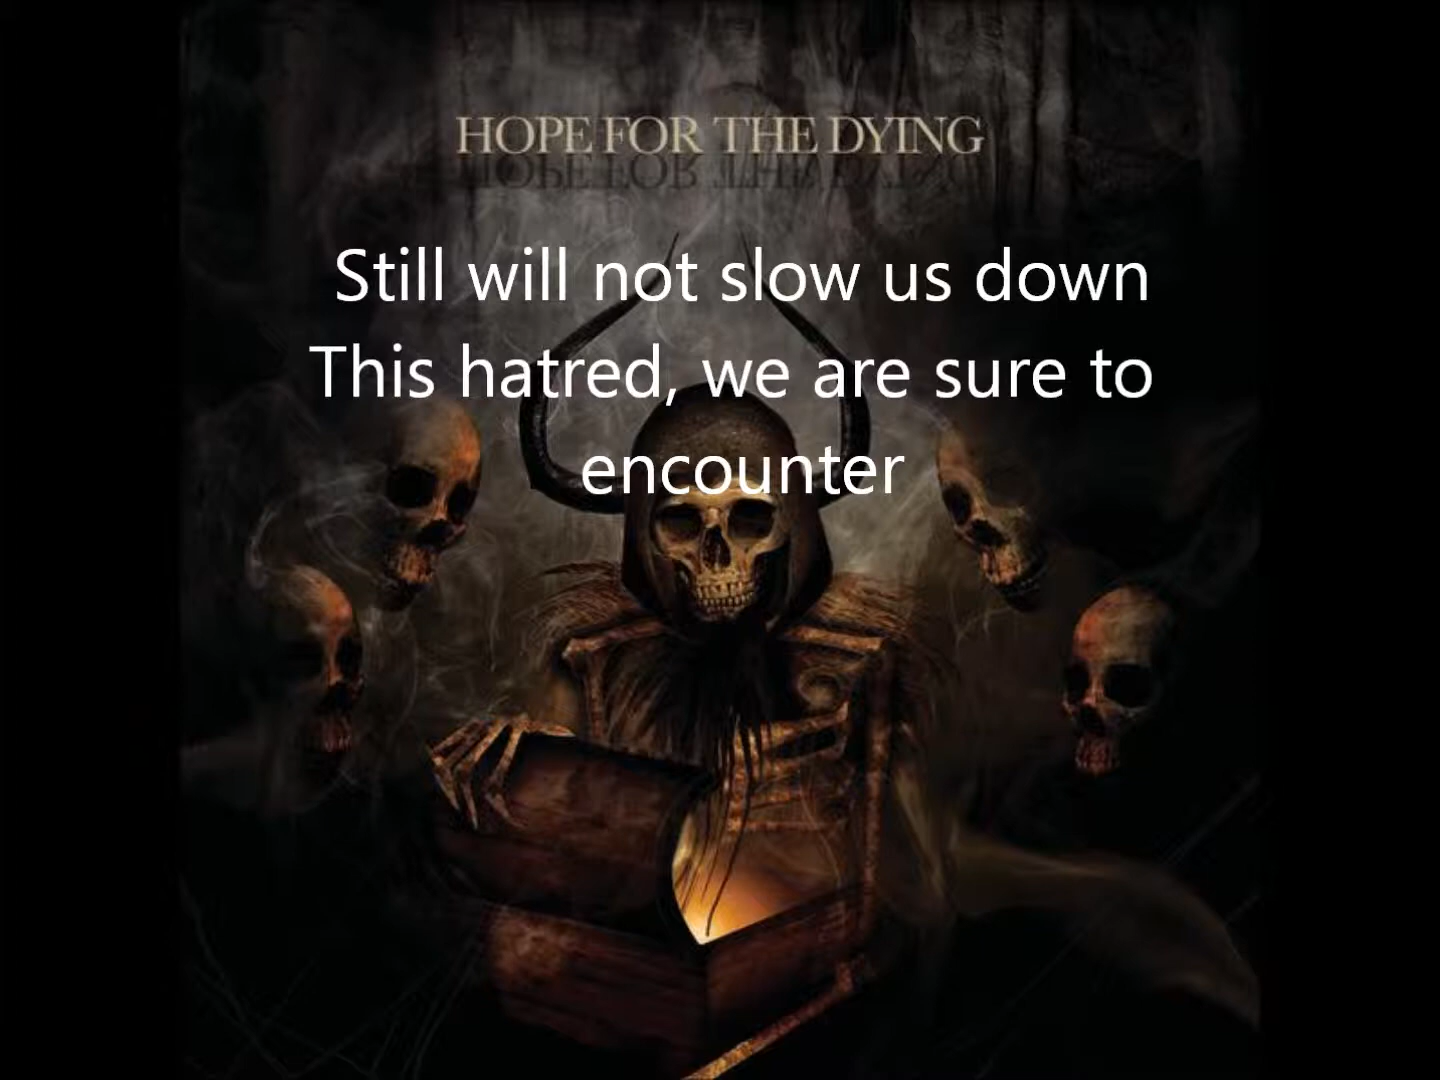 HOPE FOR THE DYING
Still will not slow us down
This hatred, we are sure to
encounter